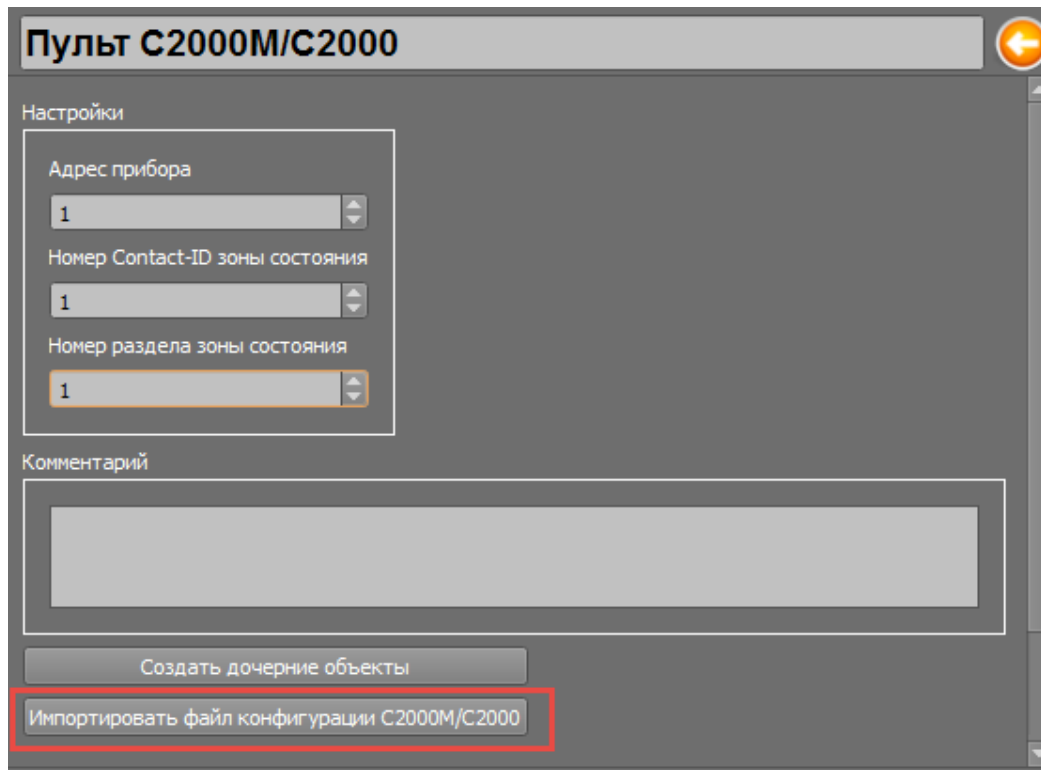 Пульт С2000М/С2000
Настройки
Адрес прибора
1
Номер Contact-ID зоны состояния
1
Номер раздела зоны состояния
1
Комментарий
Создать дочерние объекты
Импортировать файл конфигурации С2000М/С2000